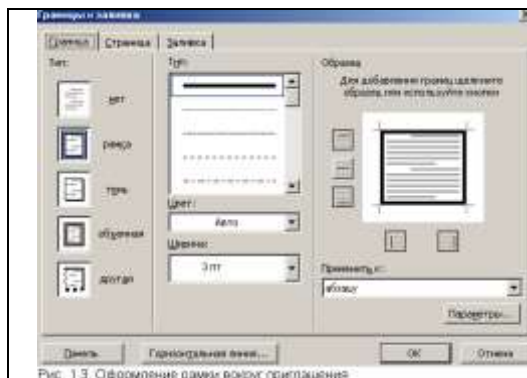 Границы и заливка
Граница Страница Заливка
Тип:
нет
рамка
тень
объемная
другая
Тип:
Цвет:
Авто
Ширина:
3 пт
Образец
Для добавления границ щелкните
образец или используйте кнопки
Применить к:
абзацу
Параметры...
Панель
Горизонтальная линия...
ОК
Отмена
Рис. 1.3. Оформление рамки вокруг приглашения